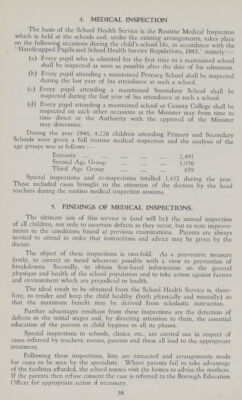 4. MEDICAL INSPECTION.
The basis of the School Health Service is the Routine Medical Inspection
which is held at the schools and, under the existing arrangements, takes place
on the following occasions during the child's school life, in accordance with the
"Handicapped Pupils and School Health Service Regulations, 1945," namely :—
(a) Every pupil who is admitted for the first time to a maintained school
shall be inspected as soon as possible after the date of his admission.
(b) Every pupil attending a maintained Primary School shall be inspected
during the last year of his attendance at such a school.
(c) Every pupil attending a maintained Secondary School shall be
inspected during the last year of his attendance at such a school.
(d) Every pupil attending a maintained school or County College shall be
inspected on such other occasions as the Minister may from time to
time direct or the Authority with the approval of the Minister
may determine.
During the year 1946, 4,226 children attending Primary and Secondary
Schools were given a full routine medical inspection and the analysis of the
age groups was as follows :—
Entrants ... ... ... ... 2,491
Second Age Group ... ... ... 1,076
Third Age Group ... ... ... 659
Special inspections and re-inspections totalled 1,432 during the year.
These included cases brought to the attention of the doctors by the head
teachers during the routine medical inspection sessions.
5. FINDINGS OF MEDICAL INSPECTIONS.
The ultimate aim of this service is (and will be) the annual inspection
of all children, not only to ascertain defects as they occur, but to note improve-
ments in the conditions found at previous examinations. Parents are always
invited to attend in order that instructions and advice may be given by the
doctor.
The object of these inspections is two-fold. As a preventive measure
firstly, to correct or mend wherever possible with a view to prevention of
breakdowns. Secondly, to obtain first-hand information on the general
physique and health of the school population and to take action against factors
and environment which are prejudicial to health.
The ideal result to be obtained from the School Health Service is, there-
fore, to render and keep the child healthy (both physically and mentally) so
that the maximum benefit may be derived from scholastic instruction.
Further advantages resultant from these inspections are the detection of
defects in the initial stages and, by directing attention to them, the essential
education of the parents in child hygiene in all its phases.
Special inspections in schools, clinics, etc., are carried out in respect of
cases referred by teachers, nurses, parents and these all lead to the appropriate
treatment.
Following these inspections, lists are extracted and arrangements made
for cases to be seen by the specialists. Where parents fail to take advantage
of the facilities afforded, the school nurses visit the homes to advise the mothers.
If the parents then refuse consent the case is referred to the Borough Education
Officer for appropriate action if necessary.
38